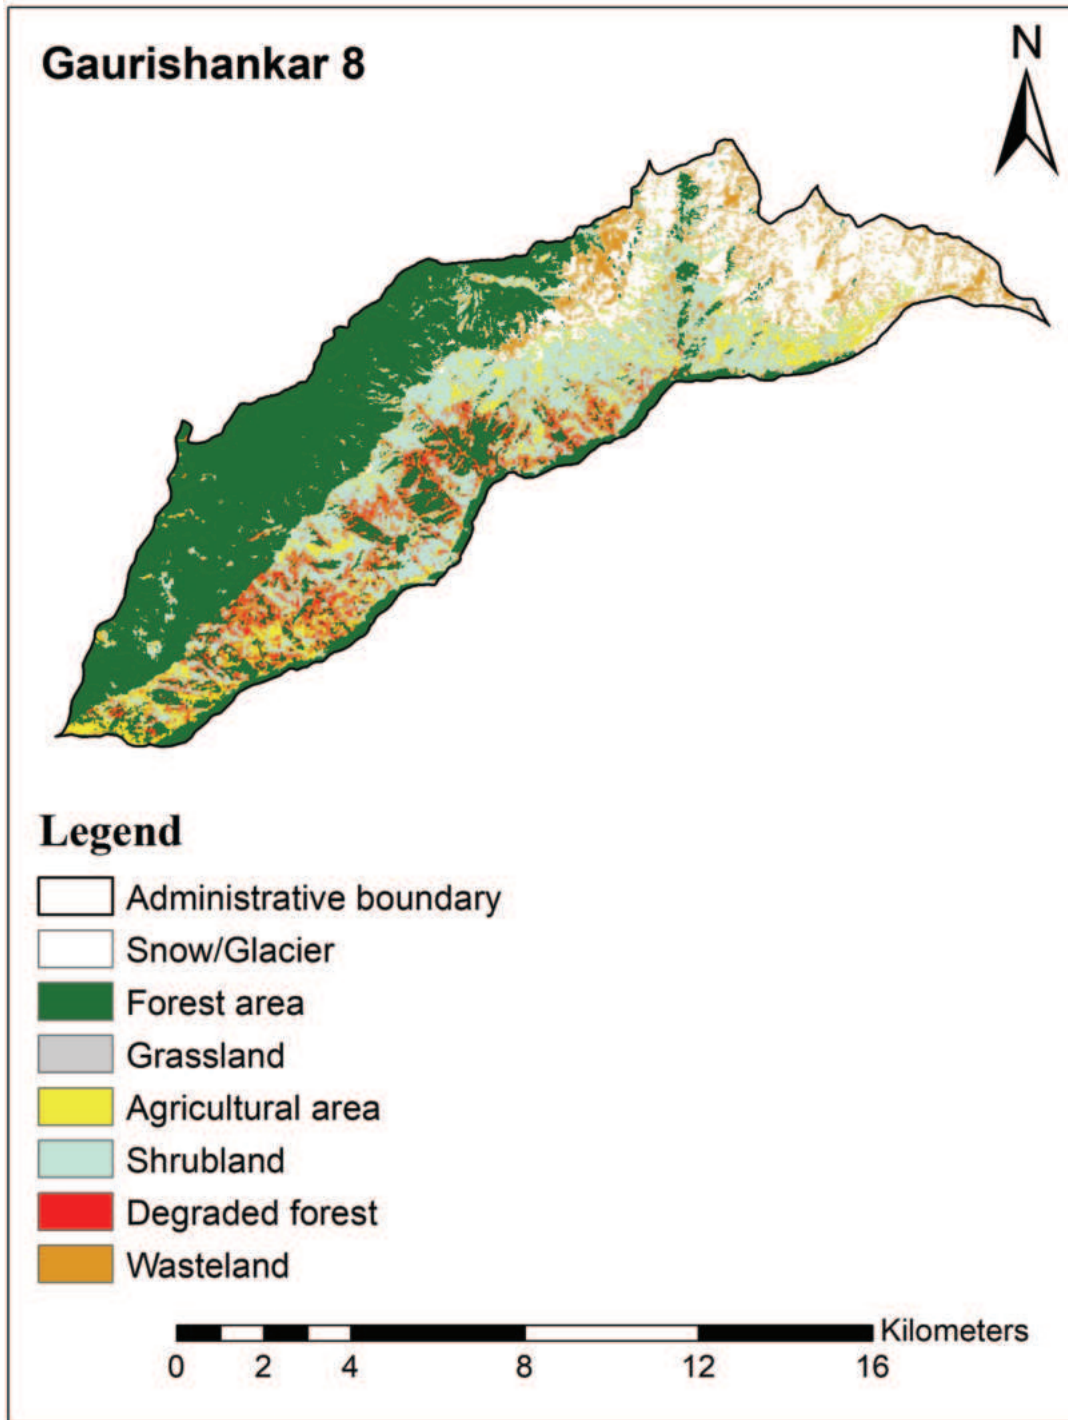 Gaurishankar 8
N
Legend
Administrative boundary
Snow/Glacier
Forest area
Grassland
Agricultural area
Shrubland
Degraded forest
Wasteland
Kilometers
0 2 4 8 12 16